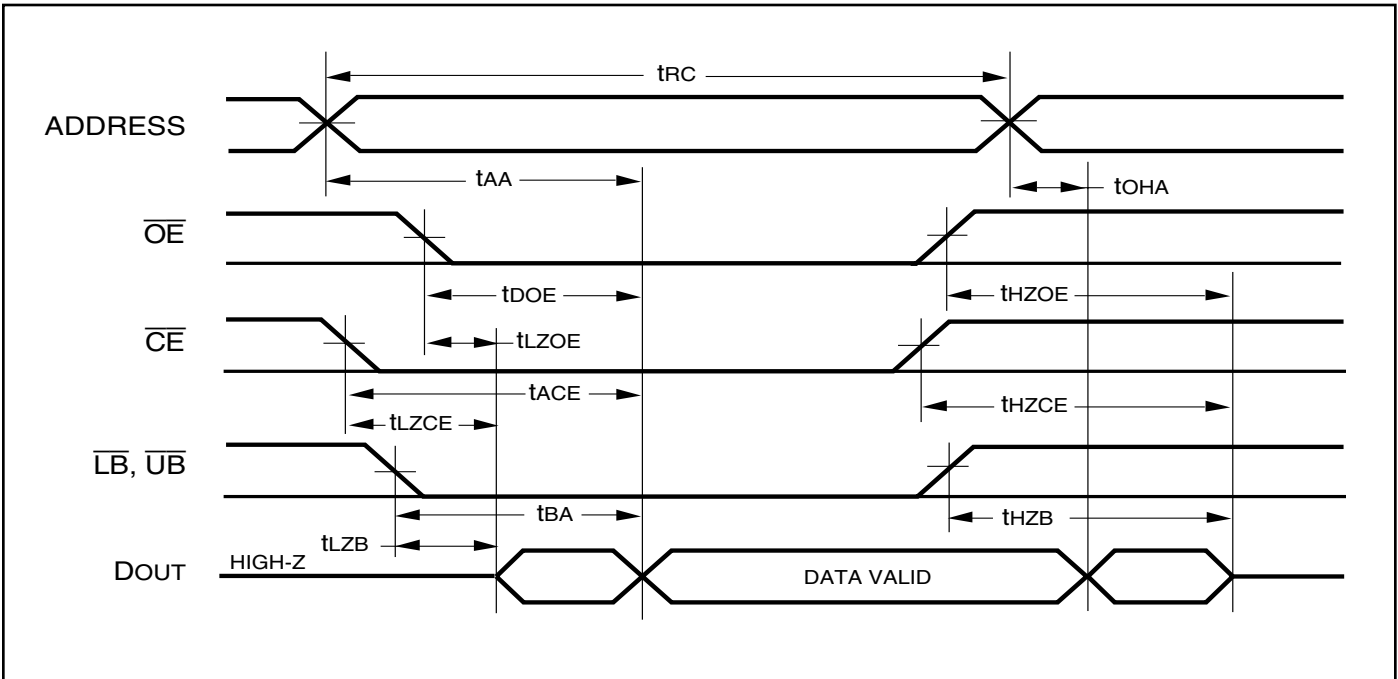 tRC
ADDRESS
tAA
tOHA
OE
tDOE
tHZOE
CE
tLZOE
tACE
tHZCE
tLZCE
LB, UB
tBA
tHZB
tLZB
DOUT
HIGH-Z
DATA VALID